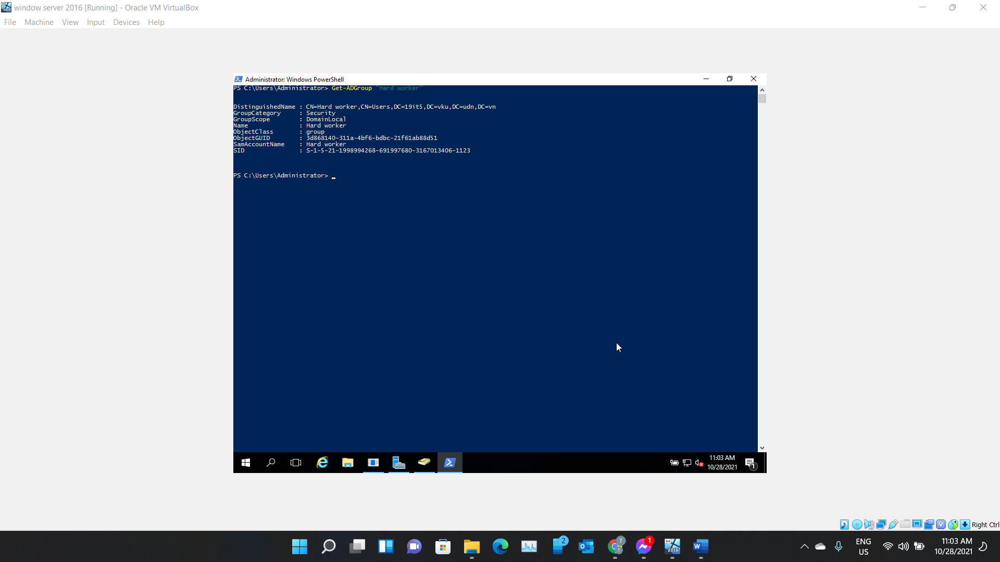 window server 2016 [Running] - Oracle VM VirtualBox
File Machine View Input Devices Help
Administrator: Windows PowerShell
PS C:\Users\Administrator> Get-ADGroup "Hard worker"
DistinguishedName : CN=Hard worker,CN=Users,DC=19it5,DC=vku,DC=udn,DC=vn
GroupCategory : Security
GroupScope : DomainLocal
Name : Hard worker
ObjectClass : group
ObjectGUID : 3d868140-311a-4bf6-bdbc-21f61ab88d51
SamAccountName : Hard worker
SID : S-1-5-21-1998994268-691997680-3167013406-1123
PS C:\Users\Administrator>
11:03 AM
10/28/2021
1
Right Ctrl
2
1
ENG
US
11:03 AM
10/28/2021